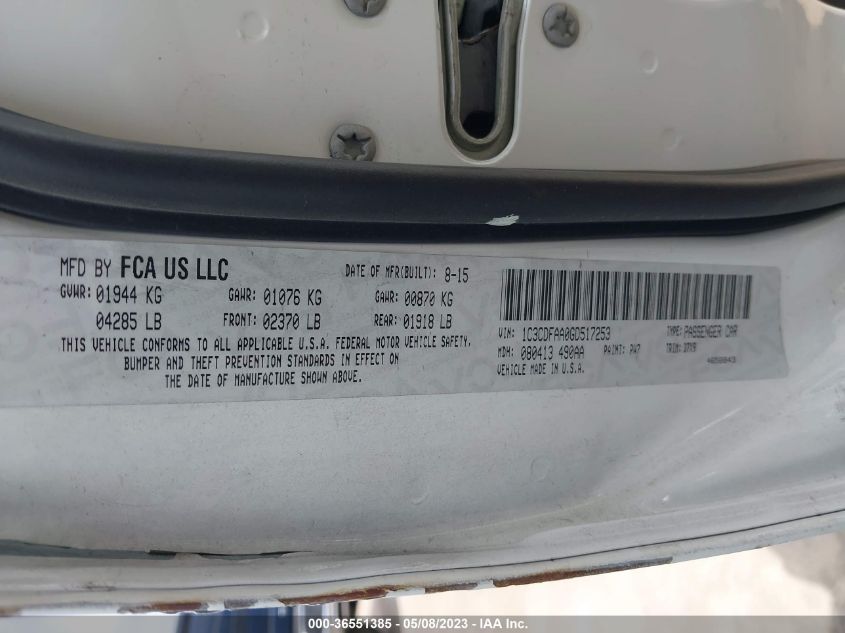 MFD BY FCA US LLC DATE OF MFR(BUILT): 8-15
GVWR: 01944 KG GAWR: 01076 KG GAWR: 00870 KG
04285 LB FRONT: 02370 LB REAR: 01918 LB
THIS VEHICLE CONFORMS TO ALL APPLICABLE U.S.A. FEDERAL MOTOR VEHICLE SAFETY,
BUMPER AND THEFT PREVENTION STANDARDS IN EFFECT ON
THE DATE OF MANUFACTURE SHOWN ABOVE.
VIN: 1C3CDFAA0GD517253 TYPE: PASSENGER CAR
MDH: 080413 490AA PAINT: PW7 TRIM:
VEHICLE MADE IN U.S.A.
000-36551385 - 05/08/2023 - IAA Inc.